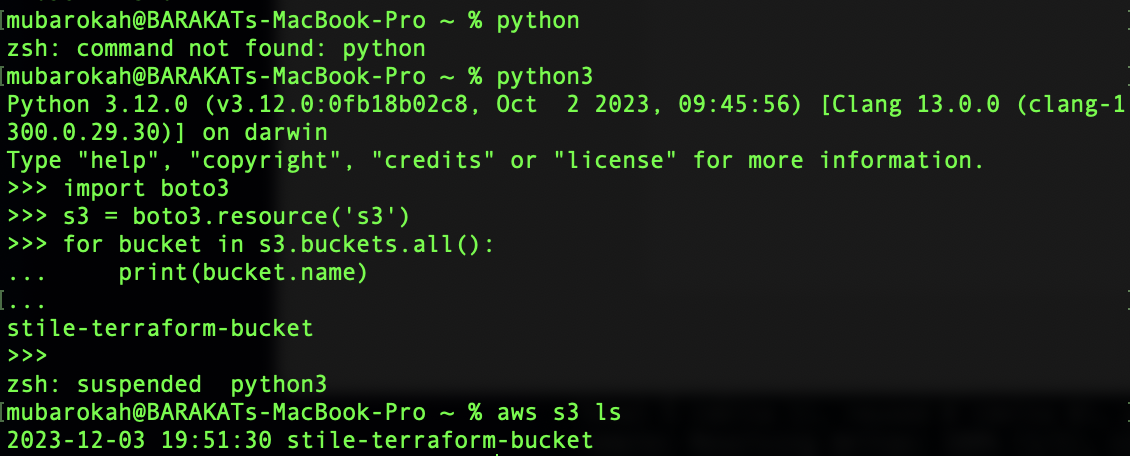 mubarokah@BARAKATs-MacBook-Pro ~ % python
zsh: command not found: python
mubarokah@BARAKATs-MacBook-Pro ~ % python3
Python 3.12.0 (v3.12.0:0fb18b02c8, Oct  2 2023, 09:45:56) [Clang 13.0.0 (clang-1
300.0.29.30)] on darwin
Type "help", "copyright", "credits" or "license" for more information.
>>> import boto3
>>> s3 = boto3.resource('s3')
>>> for bucket in s3.buckets.all():
...     print(bucket.name)
...
stile-terraform-bucket
>>>
zsh: suspended  python3
mubarokah@BARAKATs-MacBook-Pro ~ % aws s3 ls
2023-12-03 19:51:30 stile-terraform-bucket